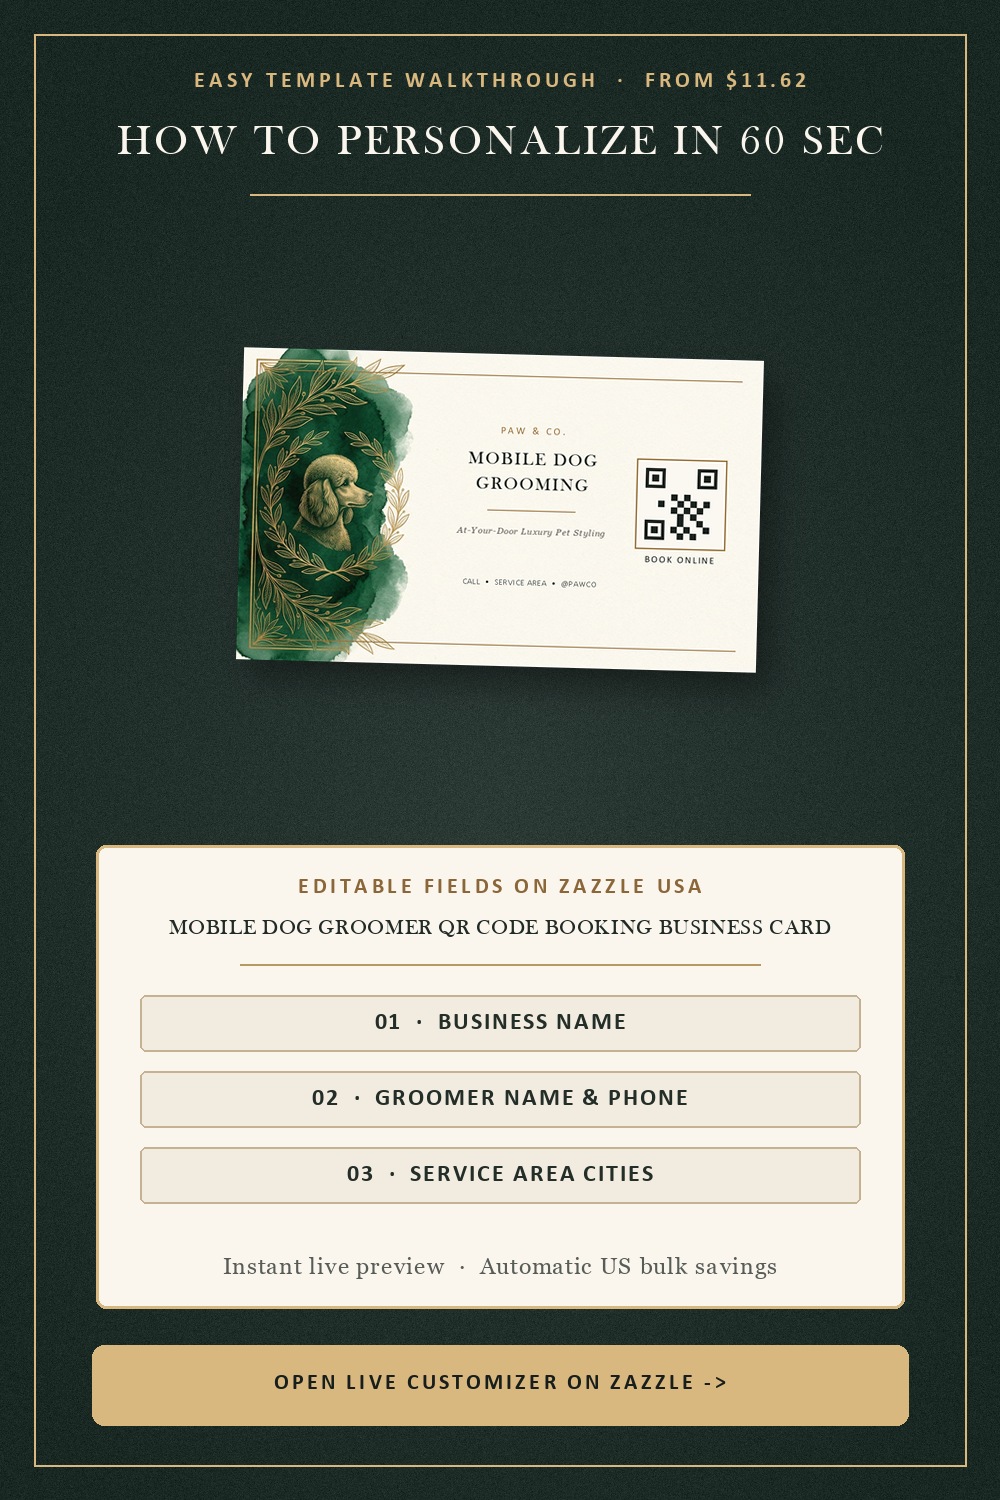 EASY TEMPLATE WALKTHROUGH · FROM $11.62
HOW TO PERSONALIZE IN 60 SEC
PAW & CO.
MOBILE DOG
GROOMING
At-Your-Door Luxury Pet Styling
CALL • SERVICE AREA • @PAWCO
BOOK ONLINE
EDITABLE FIELDS ON ZAZZLE USA
MOBILE DOG GROOMER QR CODE BOOKING BUSINESS CARD
01 · BUSINESS NAME
02 · GROOMER NAME & PHONE
03 · SERVICE AREA CITIES
Instant live preview · Automatic US bulk savings
OPEN LIVE CUSTOMIZER ON ZAZZLE ->